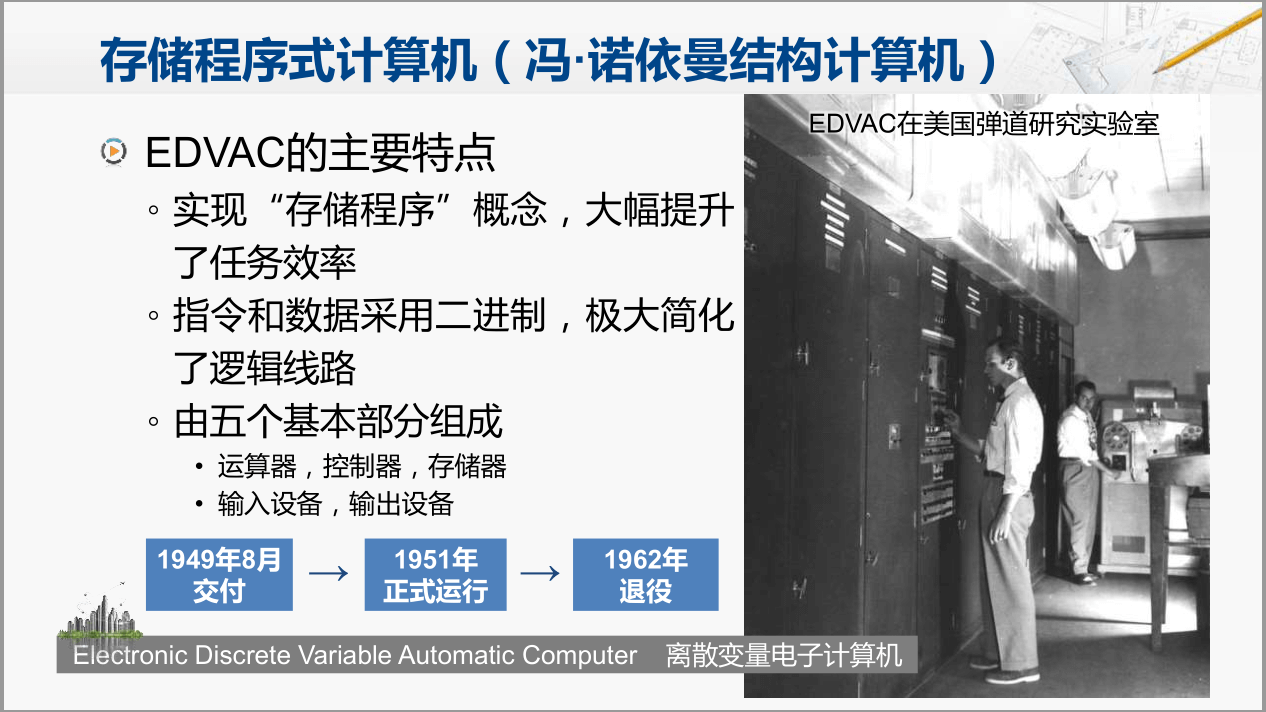 存储程序式计算机（冯·诺依曼结构计算机）
EDVAC在美国弹道研究实验室
EDVAC的主要特点
实现“存储程序”概念，大幅提升
了任务效率
指令和数据采用二进制，极大简化
了逻辑线路
由五个基本部分组成
运算器，控制器，存储器
输入设备，输出设备
1949年8月
交付
→
1951年
正式运行
→
1962年
退役
Electronic Discrete Variable Automatic Computer 离散变量电子计算机